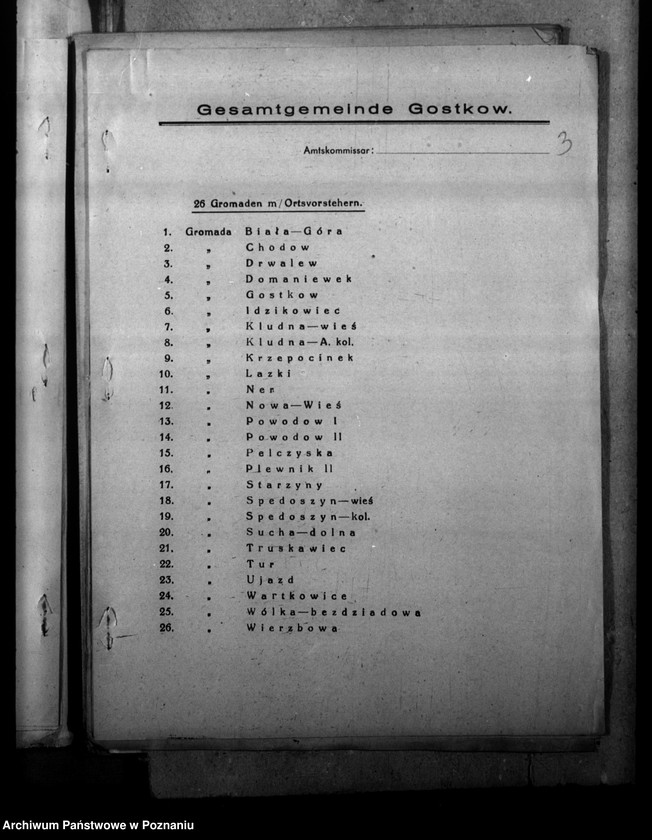 Gesamtgemeinde Gostkow.
Amtskommissar:
3
26 Gromaden m/Ortsvorstehern.
1. Gromada Biała—Góra
2. „ Chodow
3. „ Drwalew
4. „ Domaniewek
5. „ Gostkow
6. „ Idzikowiec
7. „ Kludna—wieś
8. „ Kludna—A. kol.
9. „ Krzepocinek
10. „ Lazki
11. „ Ner
12. „ Nowa—Wieś
13. „ Powodow I
14. „ Powodow II
15. „ Pelczyska
16. „ Plewnik II
17. „ Starzyny
18. „ Spedoszyn—wieś
19. „ Spedoszyn—kol.
20. „ Sucha—dolna
21. „ Truskawiec
22. „ Tur
23. „ Ujazd
24. „ Wartkowice
25. „ Wólka—bezdziadowa
26. „ Wierzbowa
Archiwum Państwowe w Poznaniu